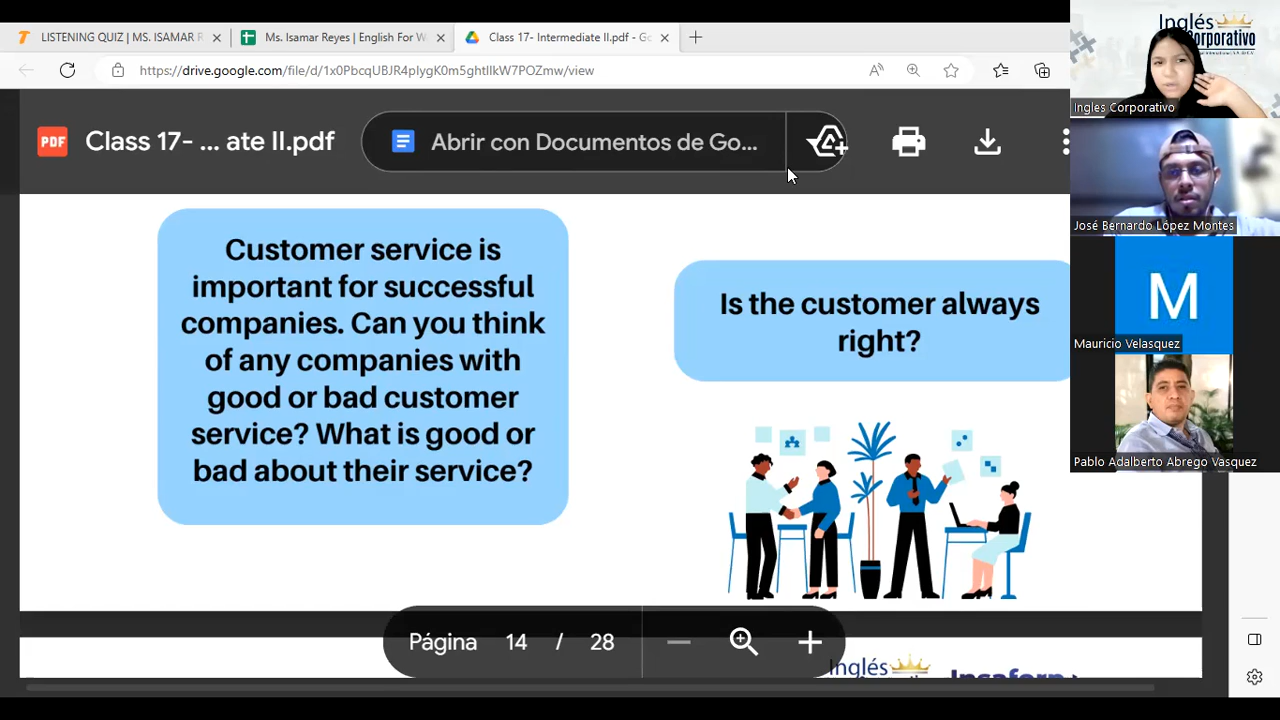 LISTENING QUIZ | MS. ISAMAR R
Ms. Isamar Reyes | English For W
Class 17- Intermediate II.pdf - Go
https://drive.google.com/file/d/1x0PbcqUBJR4plygK0m5ghtlIkW7POZmw/view
PDF
Class 17- ... ate II.pdf
Abrir con Documentos de Go...
Customer service is
important for successful
companies. Can you think
of any companies with
good or bad customer
service? What is good or
bad about their service?
Is the customer always
right?
Página 14 / 28
Inglés
Insaforp
Inglés
Corporativo
Ingles Corporativo
José Bernardo López Montes
M
Mauricio Velasquez
Pablo Adalberto Abrego Vasquez